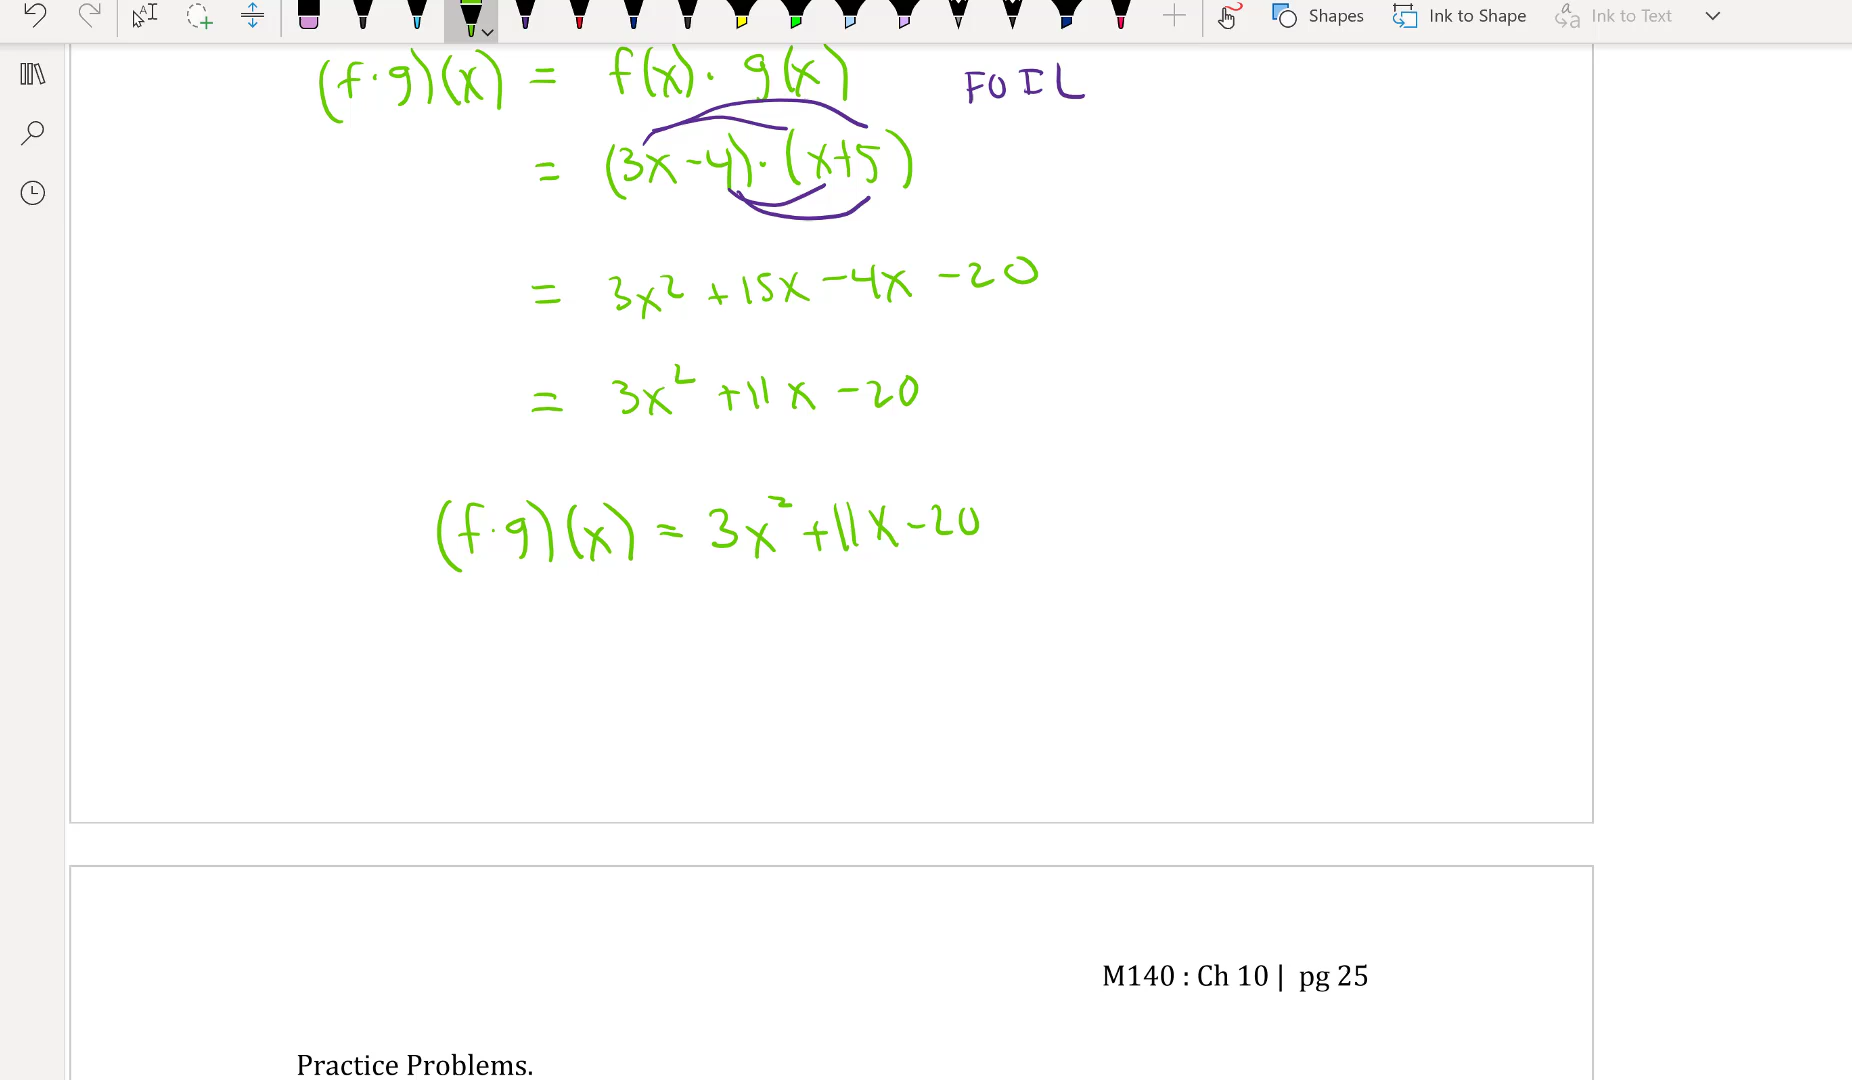 Shapes Ink to Shape Ink to Text
(f·g)(x) = f(x)·g(x) FOIL
= (3x-4)·(x+5)
= 3x² +15x -4x -20
= 3x² +11x -20
(f·g)(x) = 3x² +11x-20
M140 : Ch 10 | pg 25
Practice Problems.